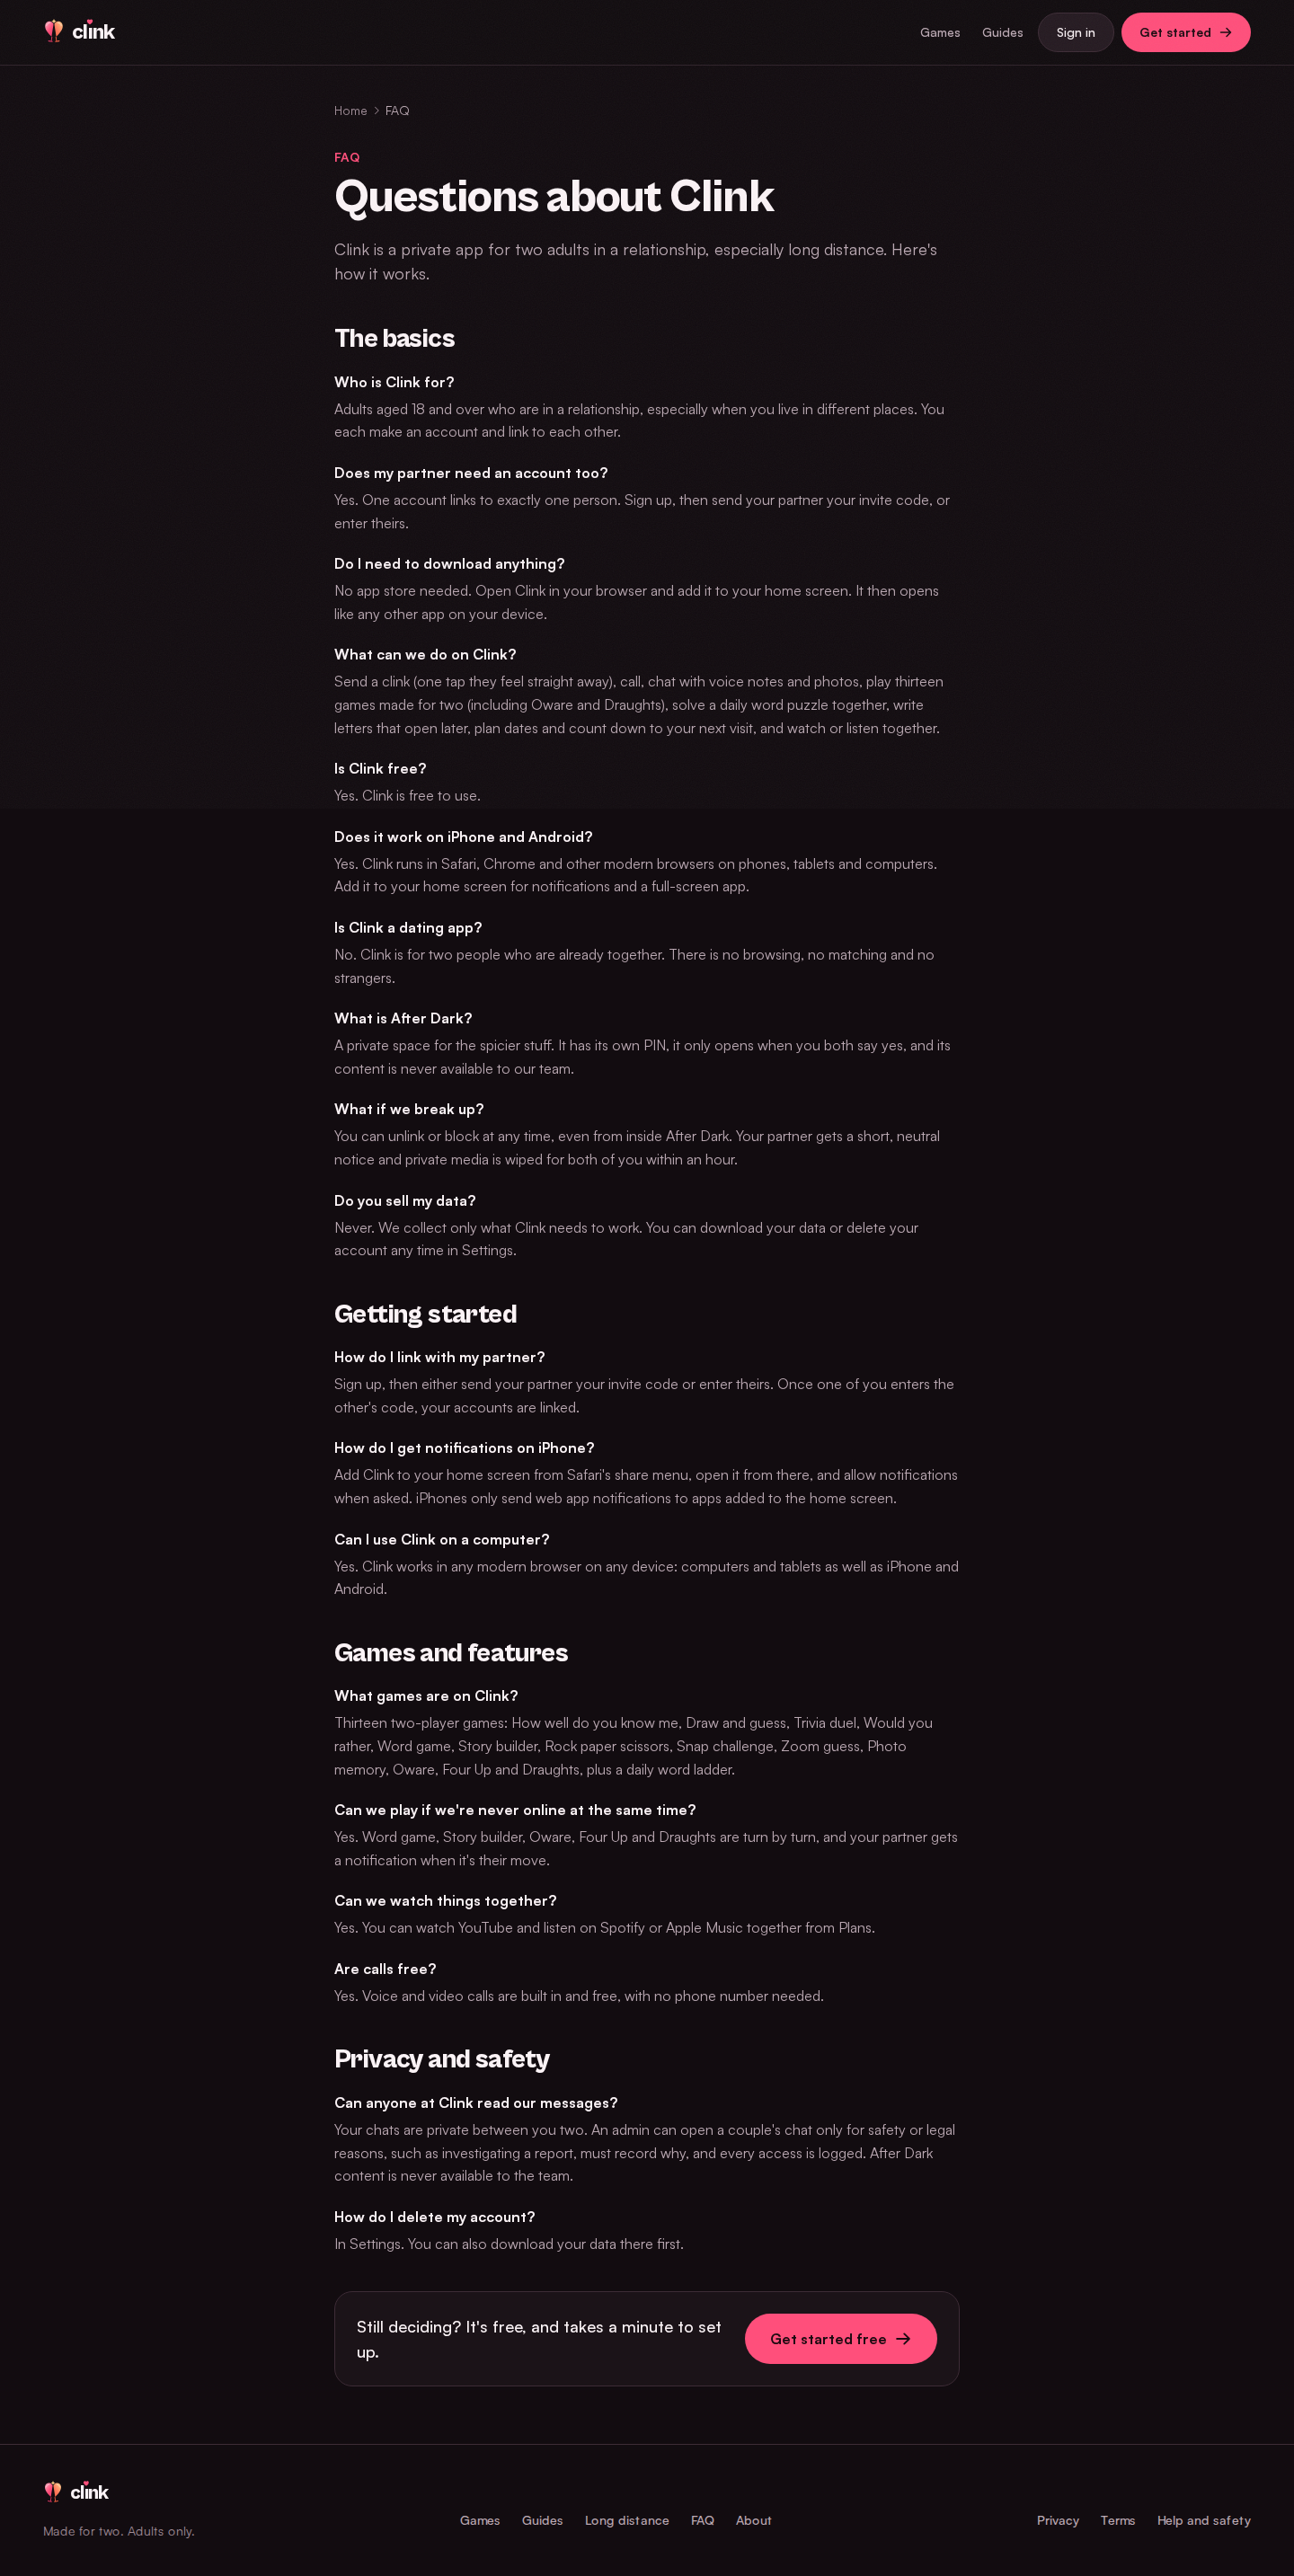 clink
Games
Guides
Sign in
Get started
Home
FAQ
FAQ
Questions about Clink
Clink is a private app for two adults in a relationship, especially long distance. Here's
how it works.
The basics
Who is Clink for?
Adults aged 18 and over who are in a relationship, especially when you live in different places. You
each make an account and link to each other.
Does my partner need an account too?
Yes. One account links to exactly one person. Sign up, then send your partner your invite code, or
enter theirs.
Do I need to download anything?
No app store needed. Open Clink in your browser and add it to your home screen. It then opens
like any other app on your device.
What can we do on Clink?
Send a clink (one tap they feel straight away), call, chat with voice notes and photos, play thirteen
games made for two (including Oware and Draughts), solve a daily word puzzle together, write
letters that open later, plan dates and count down to your next visit, and watch or listen together.
Is Clink free?
Yes. Clink is free to use.
Does it work on iPhone and Android?
Yes. Clink runs in Safari, Chrome and other modern browsers on phones, tablets and computers.
Add it to your home screen for notifications and a full-screen app.
Is Clink a dating app?
No. Clink is for two people who are already together. There is no browsing, no matching and no
strangers.
What is After Dark?
A private space for the spicier stuff. It has its own PIN, it only opens when you both say yes, and its
content is never available to our team.
What if we break up?
You can unlink or block at any time, even from inside After Dark. Your partner gets a short, neutral
notice and private media is wiped for both of you within an hour.
Do you sell my data?
Never. We collect only what Clink needs to work. You can download your data or delete your
account any time in Settings.
Getting started
How do I link with my partner?
Sign up, then either send your partner your invite code or enter theirs. Once one of you enters the
other's code, your accounts are linked.
How do I get notifications on iPhone?
Add Clink to your home screen from Safari's share menu, open it from there, and allow notifications
when asked. iPhones only send web app notifications to apps added to the home screen.
Can I use Clink on a computer?
Yes. Clink works in any modern browser on any device: computers and tablets as well as iPhone and
Android.
Games and features
What games are on Clink?
Thirteen two-player games: How well do you know me, Draw and guess, Trivia duel, Would you
rather, Word game, Story builder, Rock paper scissors, Snap challenge, Zoom guess, Photo
memory, Oware, Four Up and Draughts, plus a daily word ladder.
Can we play if we're never online at the same time?
Yes. Word game, Story builder, Oware, Four Up and Draughts are turn by turn, and your partner gets
a notification when it's their move.
Can we watch things together?
Yes. You can watch YouTube and listen on Spotify or Apple Music together from Plans.
Are calls free?
Yes. Voice and video calls are built in and free, with no phone number needed.
Privacy and safety
Can anyone at Clink read our messages?
Your chats are private between you two. An admin can open a couple's chat only for safety or legal
reasons, such as investigating a report, must record why, and every access is logged. After Dark
content is never available to the team.
How do I delete my account?
In Settings. You can also download your data there first.
Still deciding? It's free, and takes a minute to set
up.
Get started free
clink
Made for two. Adults only.
Games
Guides
Long distance
FAQ
About
Privacy
Terms
Help and safety